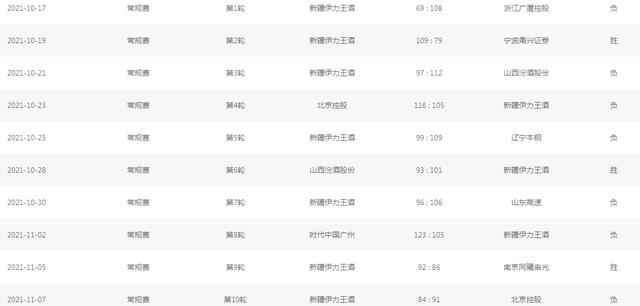 2021-10-17 常规赛 第1轮 新疆伊力王酒 69 : 108 浙江广厦控股 负
2021-10-19 常规赛 第2轮 新疆伊力王酒 109 : 79 宁波甬兴证券 胜
2021-10-21 常规赛 第3轮 新疆伊力王酒 97 : 112 山西汾酒股份 负
2021-10-23 常规赛 第4轮 北京控股 116 : 105 新疆伊力王酒 负
2021-10-25 常规赛 第5轮 新疆伊力王酒 99 : 109 辽宁本钢 负
2021-10-28 常规赛 第6轮 山西汾酒股份 93 : 101 新疆伊力王酒 胜
2021-10-30 常规赛 第7轮 新疆伊力王酒 96 : 106 山东高速 负
2021-11-02 常规赛 第8轮 时代中国广州 123 : 105 新疆伊力王酒 负
2021-11-05 常规赛 第9轮 新疆伊力王酒 92 : 86 南京同曦宙光 胜
2021-11-07 常规赛 第10轮 新疆伊力王酒 84 : 91 北京控股 负